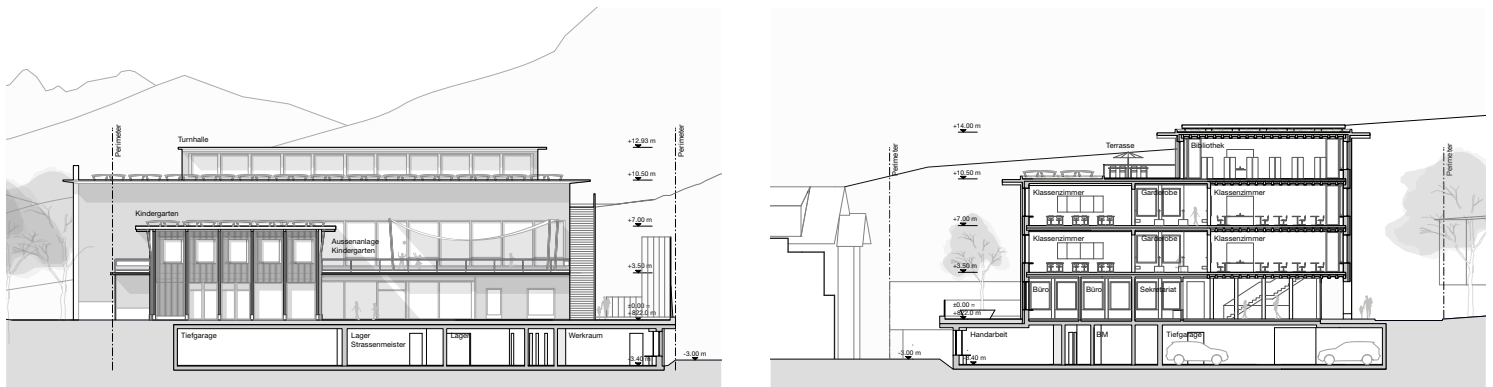 Turnhalle
Perimeter
+12.93 m
Perimeter
+10.50 m
Kindergarten
+7.00 m
Aussenanlage
Kindergarten
+3.50 m
±0.00 =
+822.0 m
Tiefgarage
Lager
Strassenmeister
Lager
Werkraum
-3.40 m
-3.00 m
+14.00 m
Perimeter
Terrasse
Bibliothek
Perimeter
+10.50 m
Klassenzimmer
Garderobe
Klassenzimmer
+7.00 m
Klassenzimmer
Garderobe
Klassenzimmer
+3.50 m
Büro
Büro
Sekretariat
±0.00 =
+822.0 m
Handarbeit
BM
Tiefgarage
-3.00 m
-3.40 m